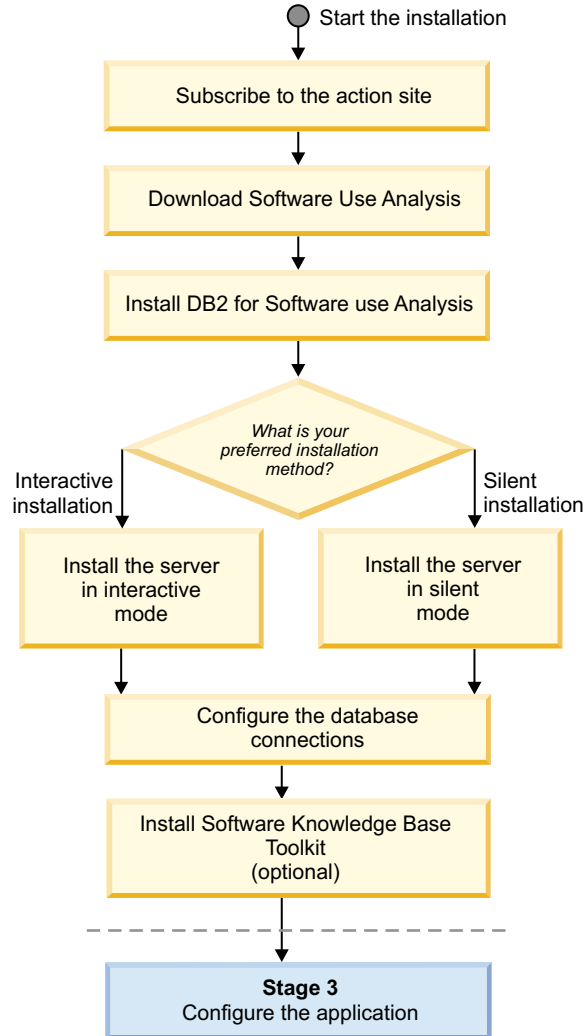 Start the installation
Subscribe to the action site
Download Software Use Analysis
Install DB2 for Software use Analysis
What is your
preferred installation
method?
Interactive
installation
Silent
installation
Install the server
in interactive
mode
Install the server
in silent
mode
Configure the database
connections
Install Software Knowledge Base
Toolkit
(optional)
Stage 3
Configure the application